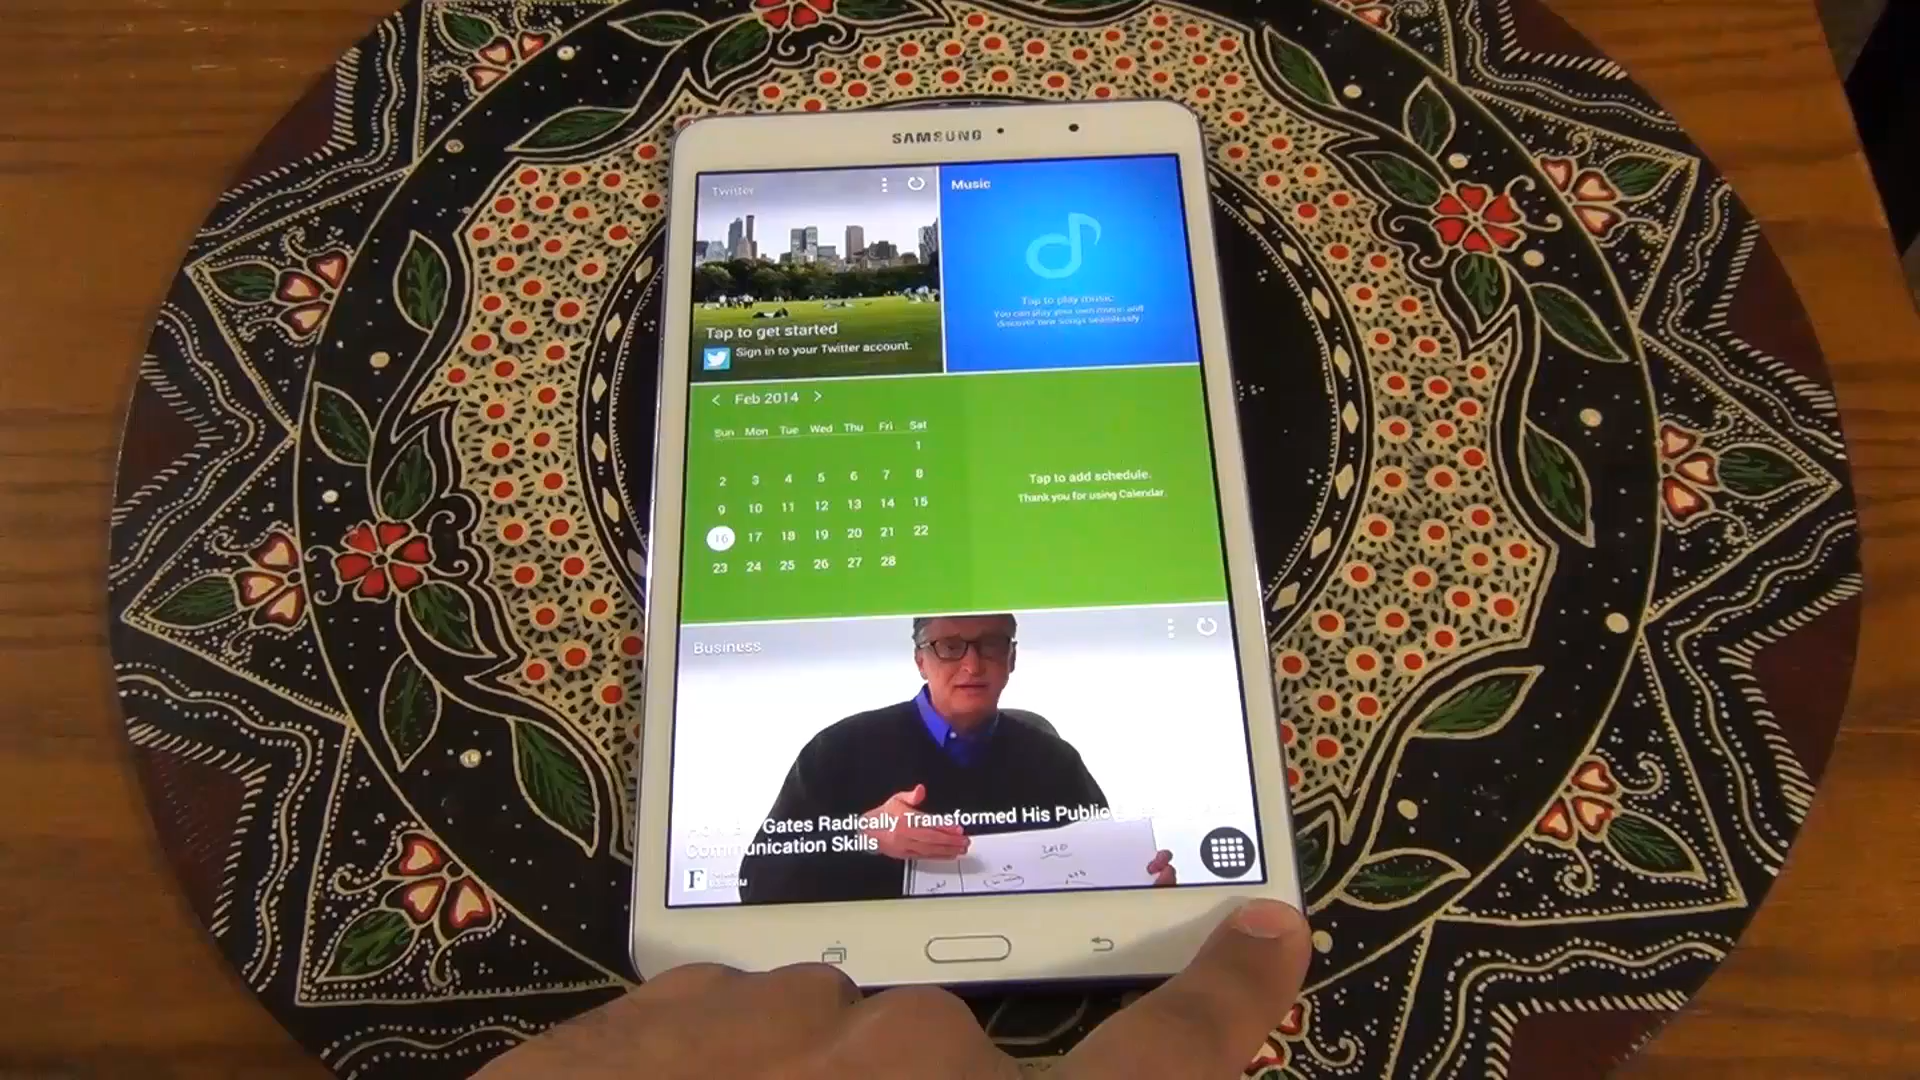 SAMSUNG
Twitter
Music
Tap to play music.
You can play your own music and
discover new songs seamlessly.
Tap to get started
Sign in to your Twitter account.
< Feb 2014 >
Sun Mon Tue Wed Thu Fri Sat
1
2 3 4 5 6 7 8
9 10 11 12 13 14 15
16 17 18 19 20 21 22
23 24 25 26 27 28
Tap to add schedule.
Thank you for using Calendar.
Business
Gates Radically Transformed His Public
Communication Skills
F